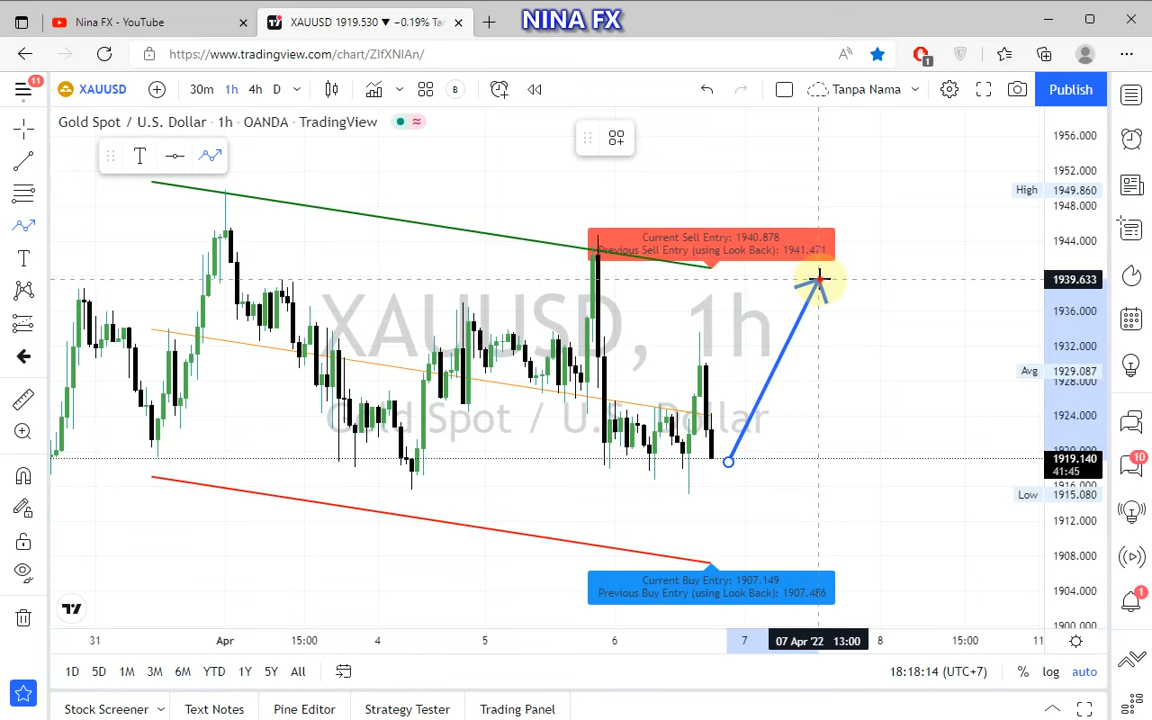 Nina FX - YouTube
XAUUSD 1919.530 ▼ −0.19% Tan
NINA FX
https://www.tradingview.com/chart/ZIfXNIAn/
1
11
XAUUSD
30m 1h 4h D
B
Tanpa Nama
Publish
Gold Spot / U.S. Dollar · 1h · OANDA · TradingView
T
XAUUSD, 1h
Gold Spot / U.S. Dollar
Current Sell Entry: 1940.878
Previous Sell Entry (using Look Back): 1941.471
Current Buy Entry: 1907.149
Previous Buy Entry (using Look Back): 1907.486
1956.000
1952.000
High 1949.860
1948.000
1944.000
1939.633
1936.000
1932.000
Avg 1929.087
1928.000
1924.000
1920.000
1919.140
41:45
1916.000
Low 1915.080
1912.000
1908.000
1904.000
1900.000
10
1
31 Apr 15:00 4 5 6 7 07 Apr '22 13:00 8 15:00 11
1D 5D 1M 3M 6M YTD 1Y 5Y All
18:18:14 (UTC+7) % log auto
Stock Screener Text Notes Pine Editor Strategy Tester Trading Panel